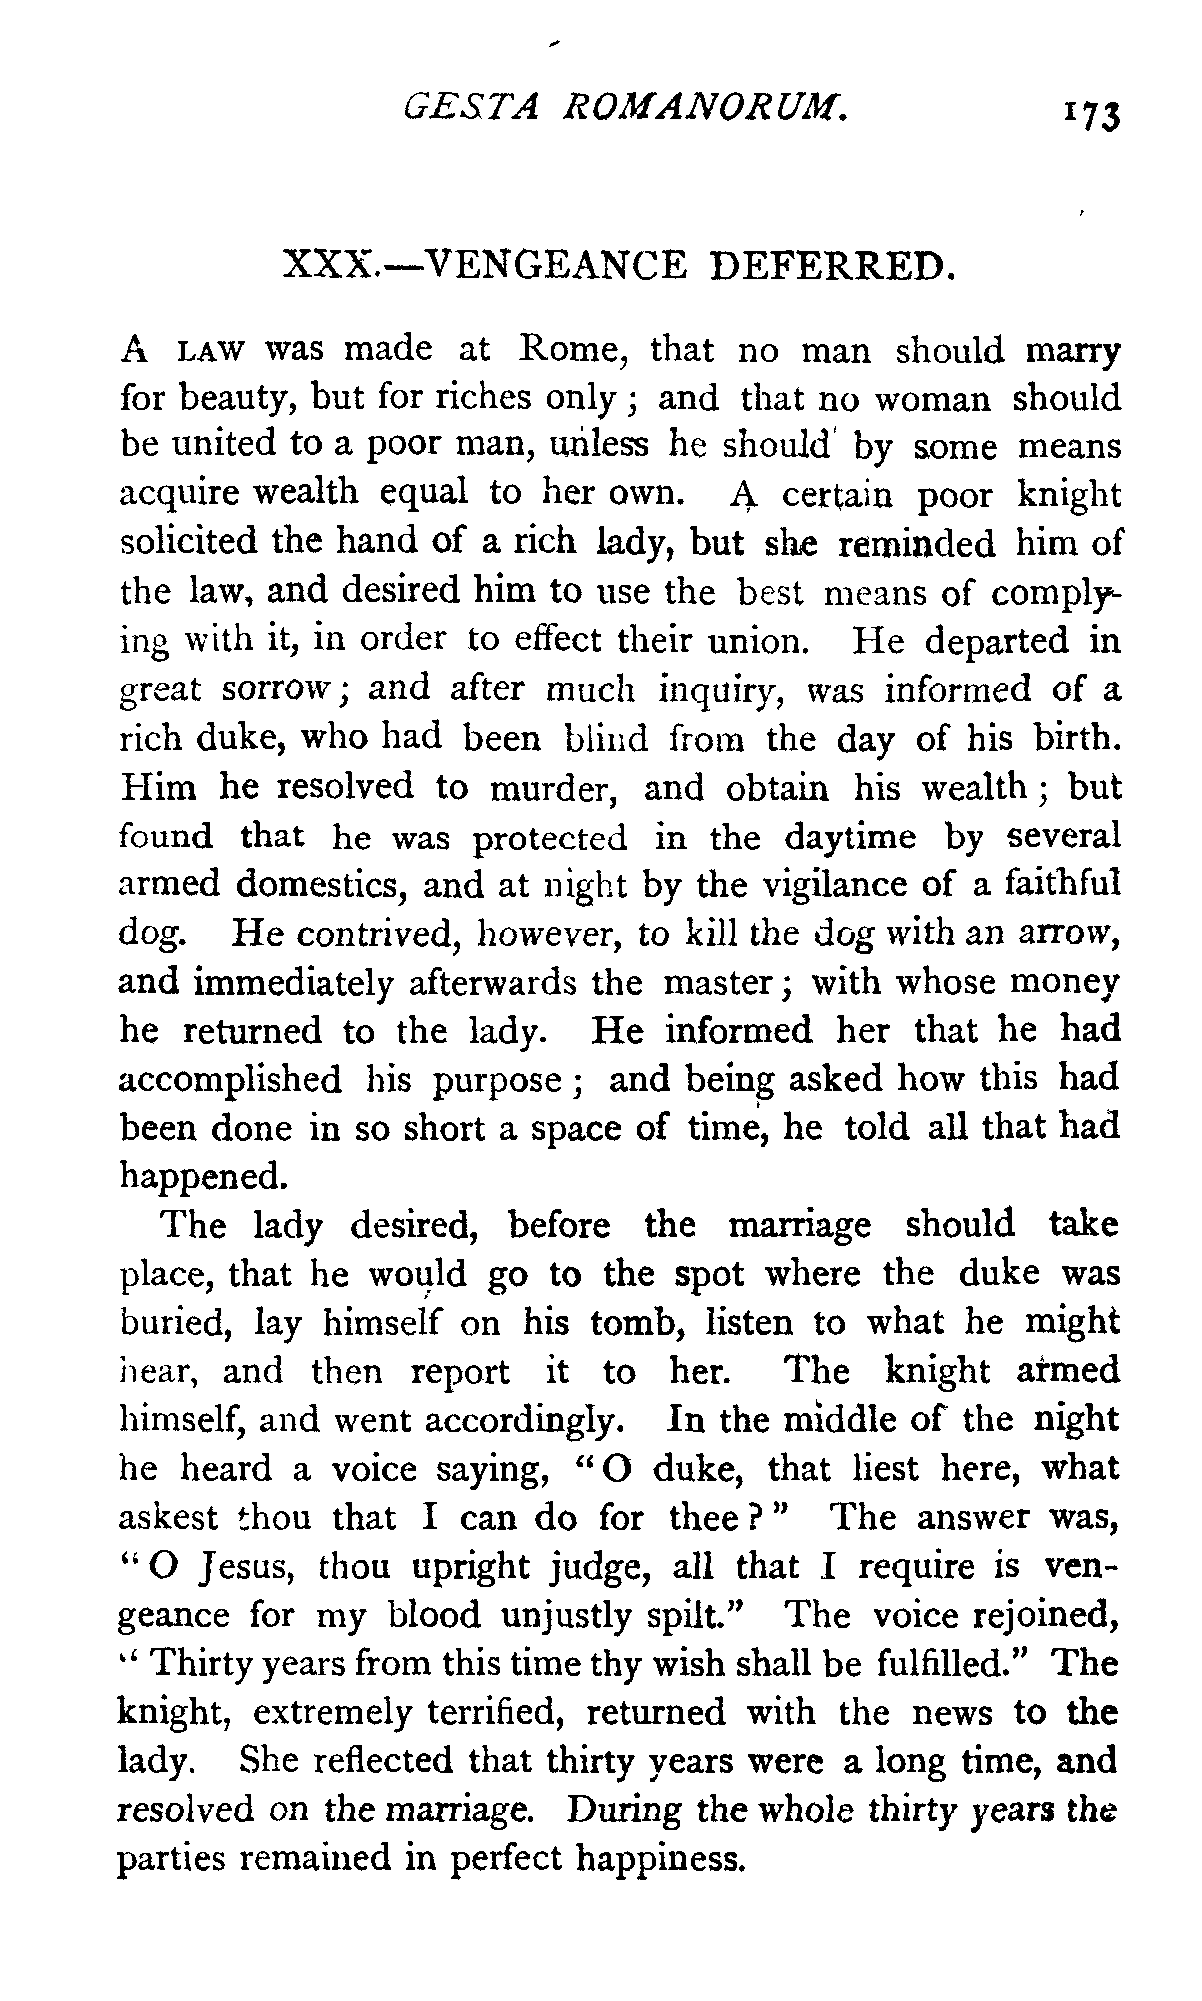 GESTA ROMANORUM. 173
XXX.—VENGEANCE DEFERRED.
A LAW was made at Rome, that no man should marry
for beauty, but for riches only ; and that no woman should
be united to a poor man, unless he should by some means
acquire wealth equal to her own. A certain poor knight
solicited the hand of a rich lady, but she reminded him of
the law, and desired him to use the best means of comply-
ing with it, in order to effect their union. He departed in
great sorrow ; and after much inquiry, was informed of a
rich duke, who had been blind from the day of his birth.
Him he resolved to murder, and obtain his wealth ; but
found that he was protected in the daytime by several
armed domestics, and at night by the vigilance of a faithful
dog. He contrived, however, to kill the dog with an arrow,
and immediately afterwards the master ; with whose money
he returned to the lady. He informed her that he had
accomplished his purpose ; and being asked how this had
been done in so short a space of time, he told all that had
happened.
The lady desired, before the marriage should take
place, that he would go to the spot where the duke was
buried, lay himself on his tomb, listen to what he might
hear, and then report it to her. The knight armed
himself, and went accordingly. In the middle of the night
he heard a voice saying, “ O duke, that liest here, what
askest thou that I can do for thee ? ” The answer was,
“ O Jesus, thou upright judge, all that I require is ven-
geance for my blood unjustly spilt.” The voice rejoined,
“ Thirty years from this time thy wish shall be fulfilled.” The
knight, extremely terrified, returned with the news to the
lady. She reflected that thirty years were a long time, and
resolved on the marriage. During the whole thirty years the
parties remained in perfect happiness.